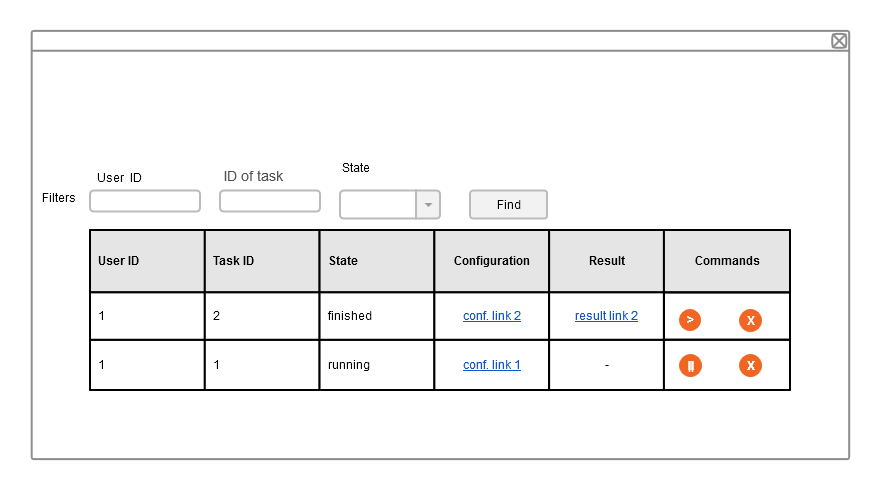 User ID
ID of task
State
Filters
Find
User ID Task ID State Configuration Result Commands
1 2 finished conf. link 2 result link 2 > X
1 1 running conf. link 1 - || X